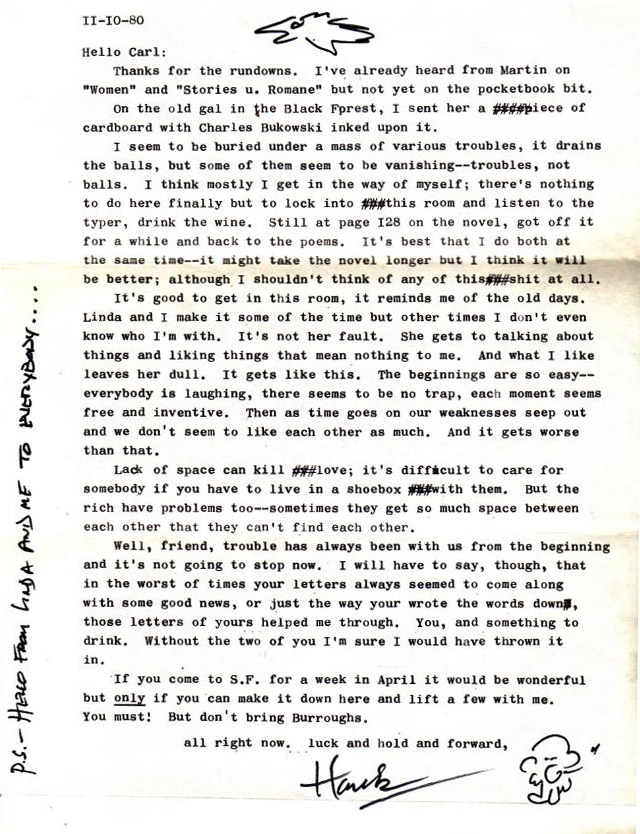 II-IO-80
Hello Carl:
Thanks for the rundowns. I've already heard from Martin on
"Women" and "Stories u. Romane" but not yet on the pocketbook bit.
On the old gal in the Black Fprest, I sent her a ####piece of
cardboard with Charles Bukowski inked upon it.
I seem to be buried under a mass of various troubles, it drains
the balls, but some of them seem to be vanishing--troubles, not
balls. I think mostly I get in the way of myself; there's nothing
to do here finally but to lock into ###this room and listen to the
typer, drink the wine. Still at page I28 on the novel, got off it
for a while and back to the poems. It's best that I do both at
the same time--it might take the novel longer but I think it will
be better; although I shouldn't think of any of this###shit at all.
It's good to get in this room, it reminds me of the old days.
Linda and I make it some of the time but other times I don't even
know who I'm with. It's not her fault. She gets to talking about
things and liking things that mean nothing to me. And what I like
leaves her dull. It gets like this. The beginnings are so easy--
everybody is laughing, there seems to be no trap, each moment seems
free and inventive. Then as time goes on our weaknesses seep out
and we don't seem to like each other as much. And it gets worse
than that.
Lack of space can kill ###love; it's difficult to care for
somebody if you have to live in a shoebox ###with them. But the
rich have problems too--sometimes they get so much space between
each other that they can't find each other.
Well, friend, trouble has always been with us from the beginning
and it's not going to stop now. I will have to say, though, that
in the worst of times your letters always seemed to come along
with some good news, or just the way your wrote the words down#,
those letters of yours helped me through. You, and something to
drink. Without the two of you I'm sure I would have thrown it
in.
If you come to S.F. for a week in April it would be wonderful
but only if you can make it down here and lift a few with me.
You must! But don't bring Burroughs.
all right now. luck and hold and forward,
Hank
P.S. - HELLO FROM LINDA AND ME TO EVERYBODY....